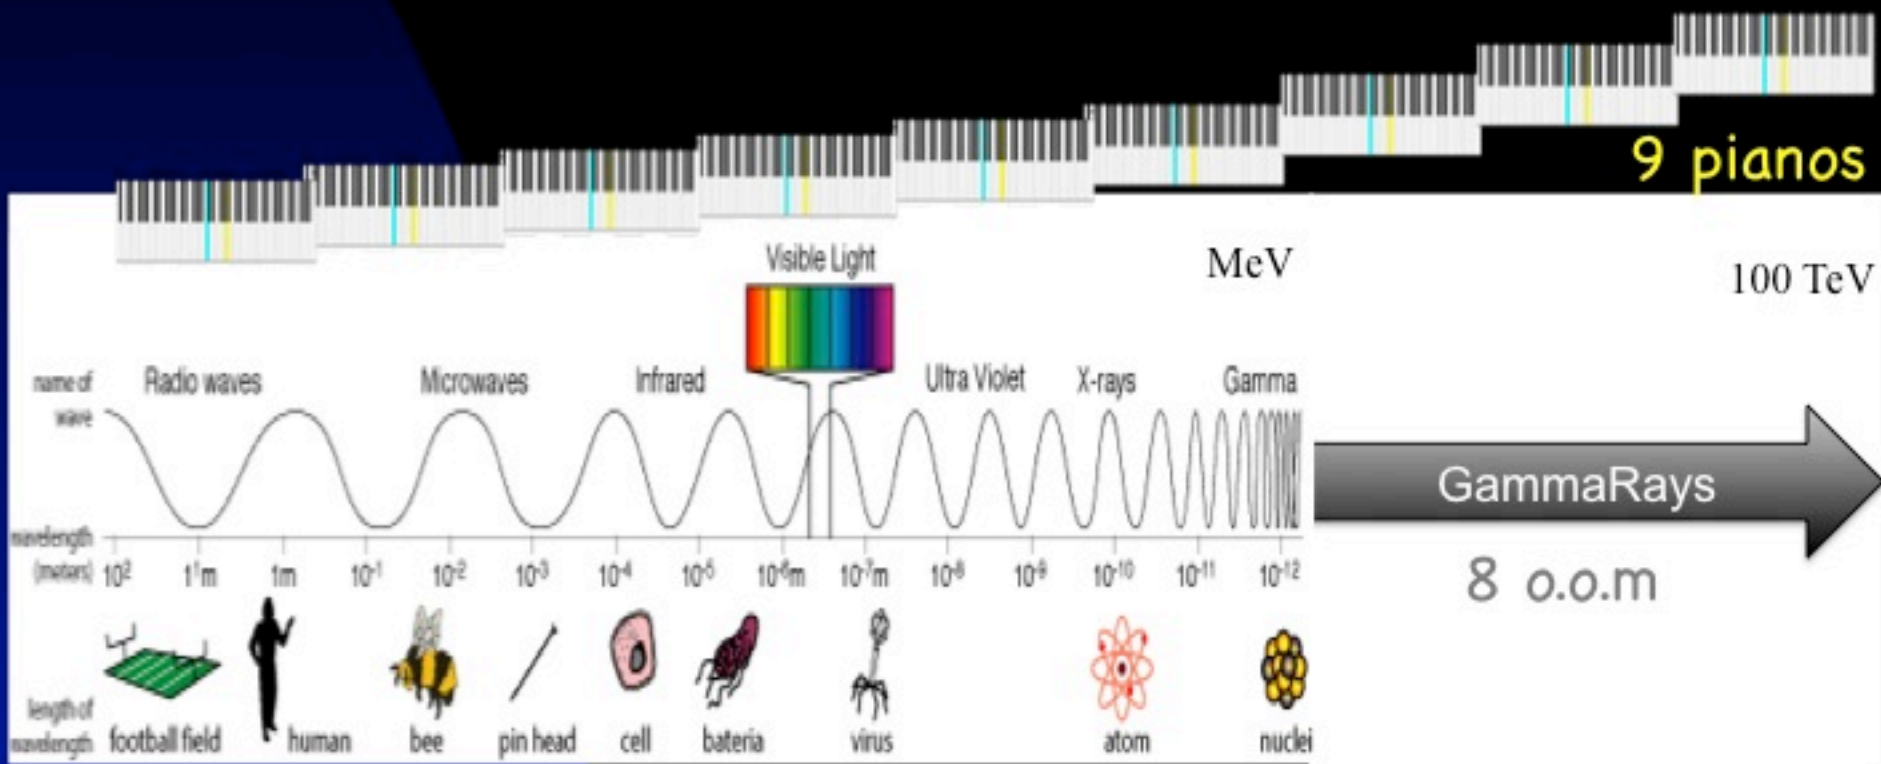 9 pianos
Visible Light
MeV
100 TeV
name of
wave
Radio waves
Microwaves
Infrared
Ultra Violet
X-rays
Gamma
GammaRays
8 o.o.m
wavelength
(meters)
10² 1¹m 1m 10⁻¹ 10⁻² 10⁻³ 10⁻⁴ 10⁻⁵ 10⁻⁶m 10⁻⁷m 10⁻⁸ 10⁻⁹ 10⁻¹⁰ 10⁻¹¹ 10⁻¹²
length of
wavelength
football field
human
bee
pin head
cell
bateria
virus
atom
nuclei